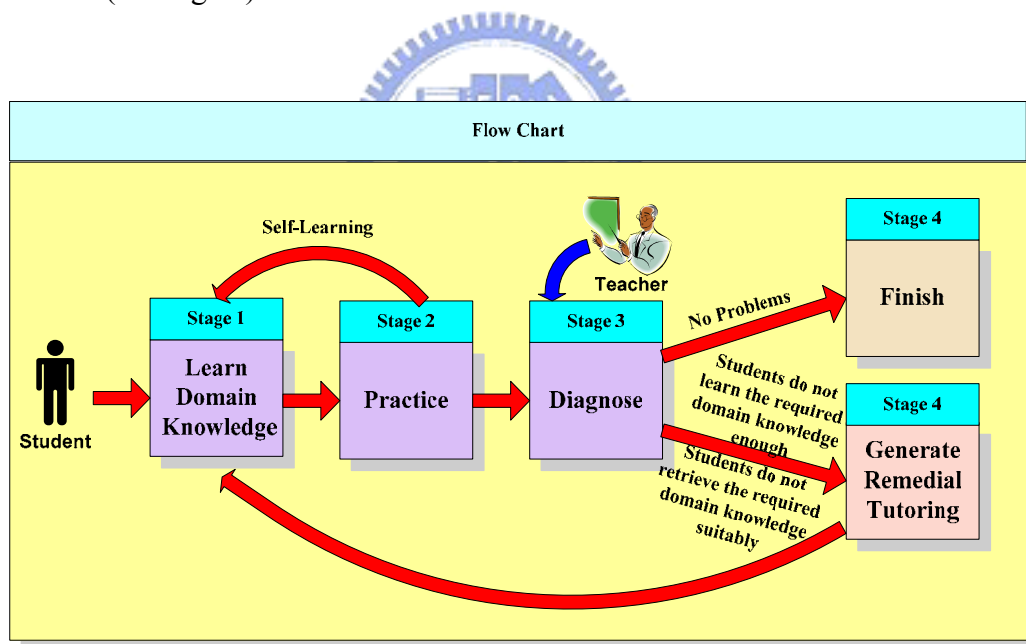 Flow Chart
Self-Learning
Teacher
Student
Stage 1
Learn
Domain
Knowledge
Stage 2
Practice
Stage 3
Diagnose
No Problems
Stage 4
Finish
Students do not
learn the required
domain knowledge
enough
Students do not
retrieve the required
domain knowledge
suitably
Stage 4
Generate
Remedial
Tutoring